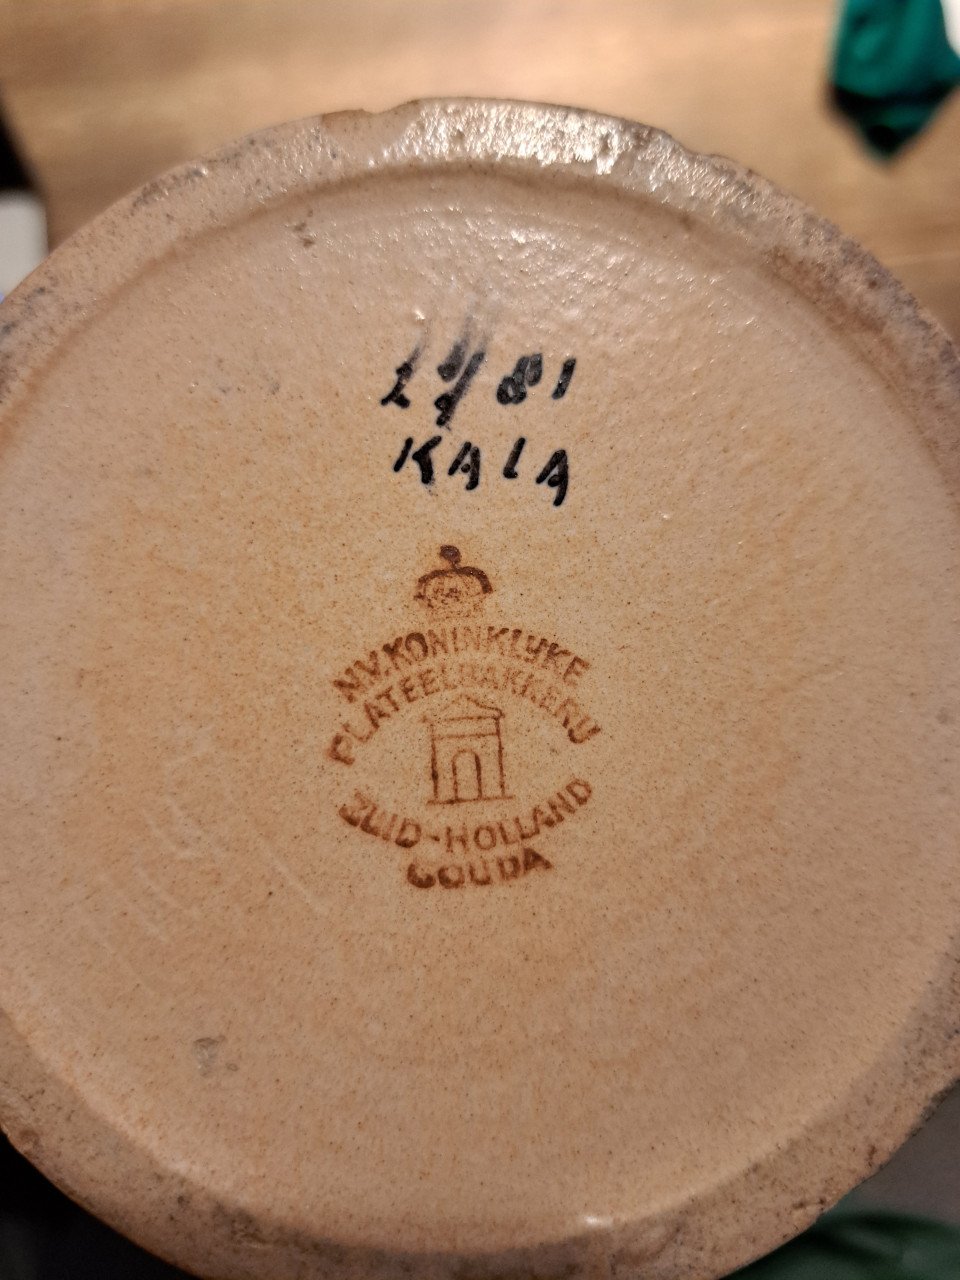 KALA
N.V. KONINKLYKE
PLATEELBAKKERIJ
ZUID-HOLLAND
GOUDA